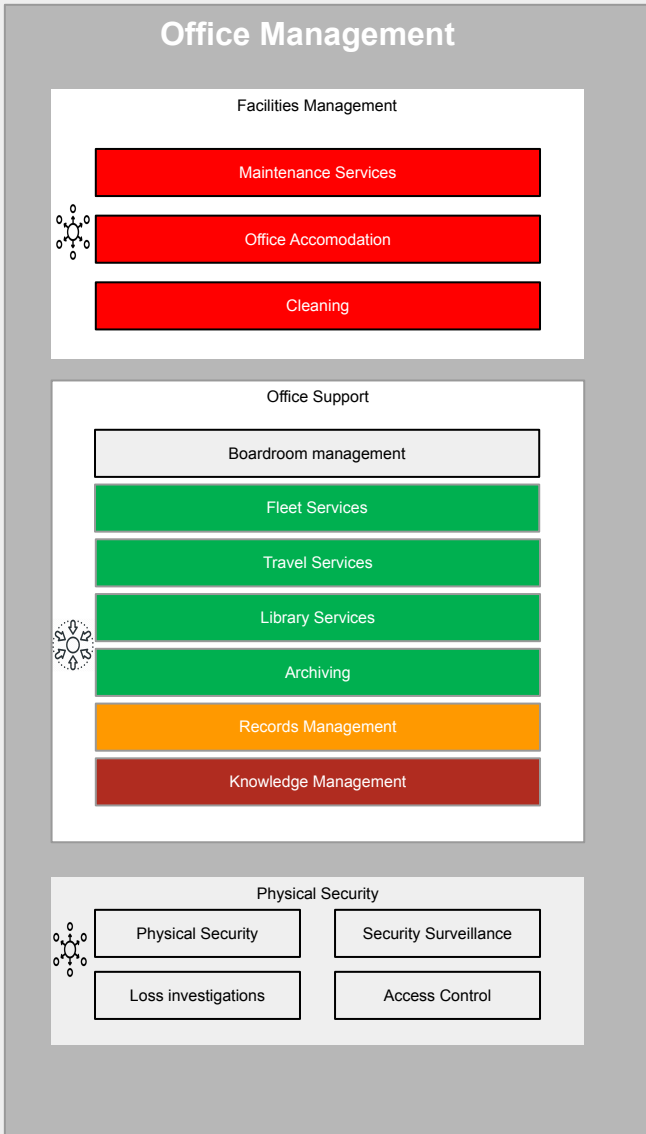 Office Management
Facilities Management
Maintenance Services
Office Accomodation
Cleaning
Office Support
Boardroom management
Fleet Services
Travel Services
Library Services
Archiving
Records Management
Knowledge Management
Physical Security
Physical Security
Security Surveillance
Loss investigations
Access Control